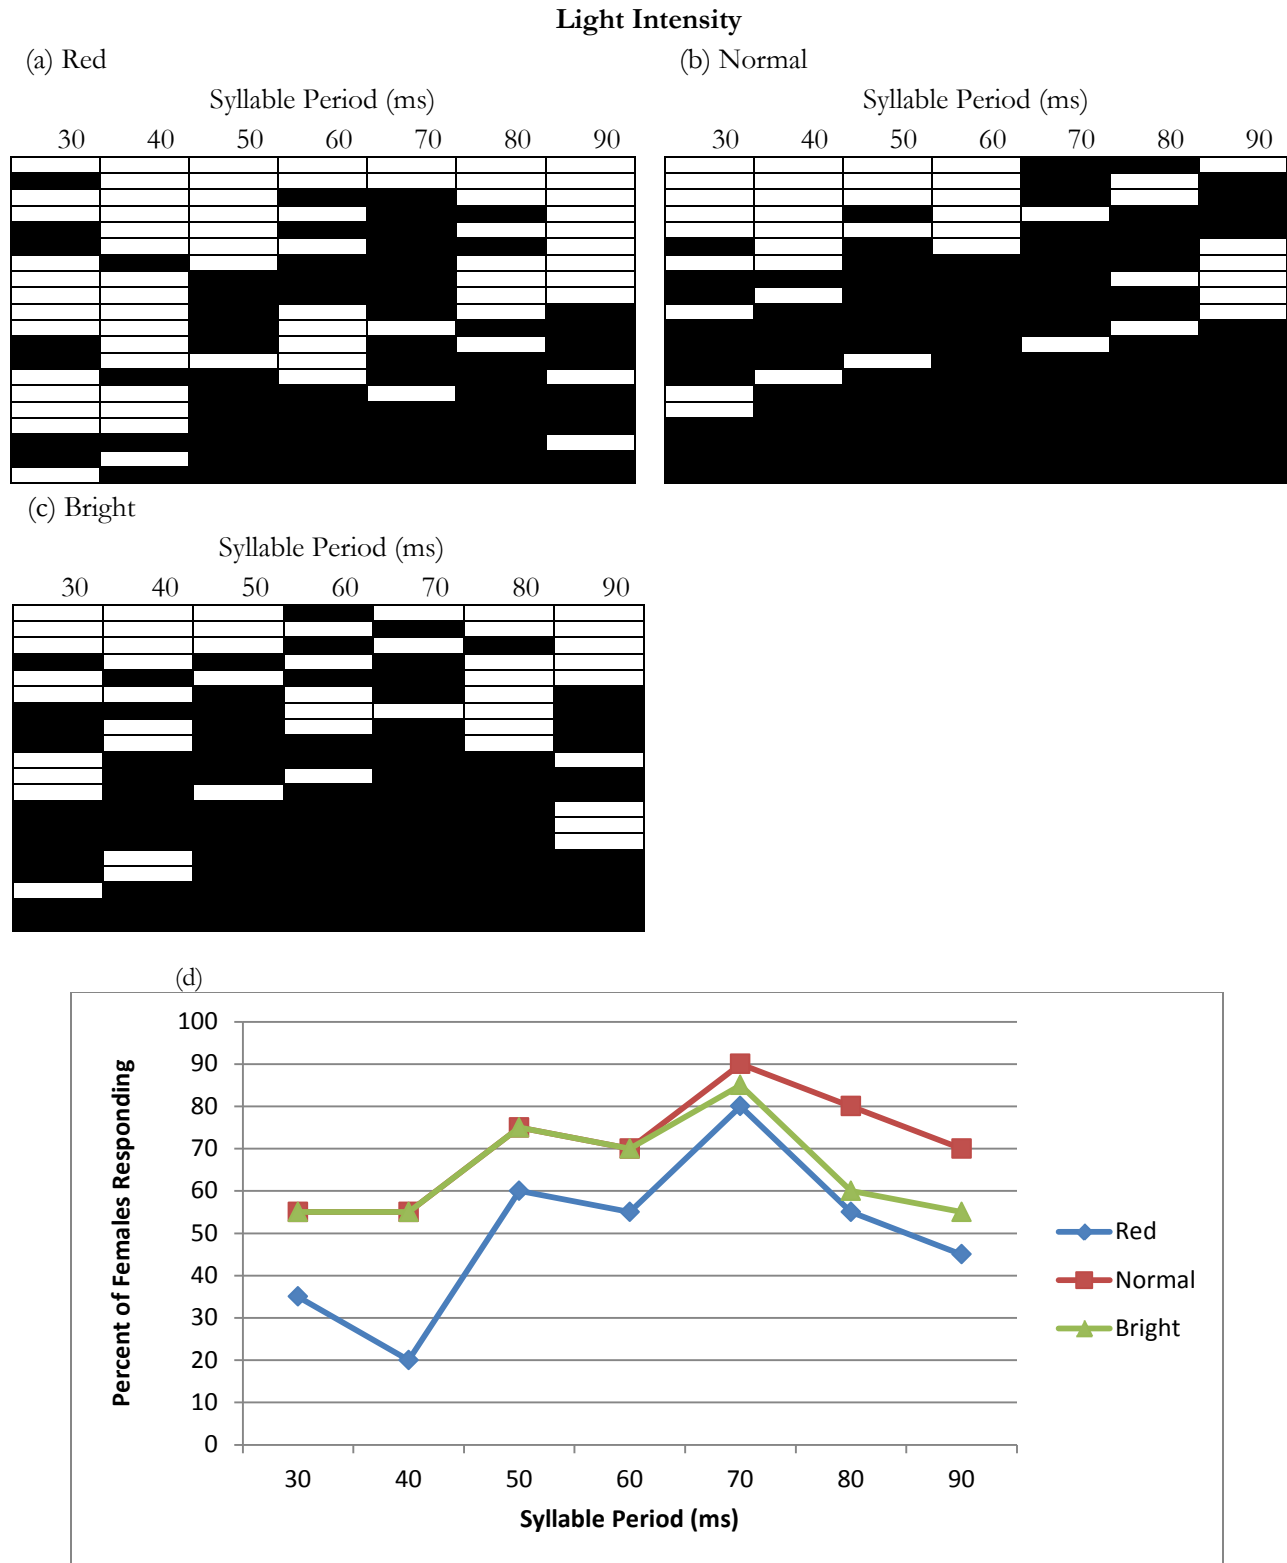 Light Intensity
(a) Red
(b) Normal
Syllable Period (ms)
Syllable Period (ms)
30 40 50 60 70 80 90
30 40 50 60 70 80 90
(c) Bright
Syllable Period (ms)
30 40 50 60 70 80 90
(d)
Percent of Females Responding
100
90
80
70
60
50
40
30
20
10
0
30 40 50 60 70 80 90
Syllable Period (ms)
Red
Normal
Bright